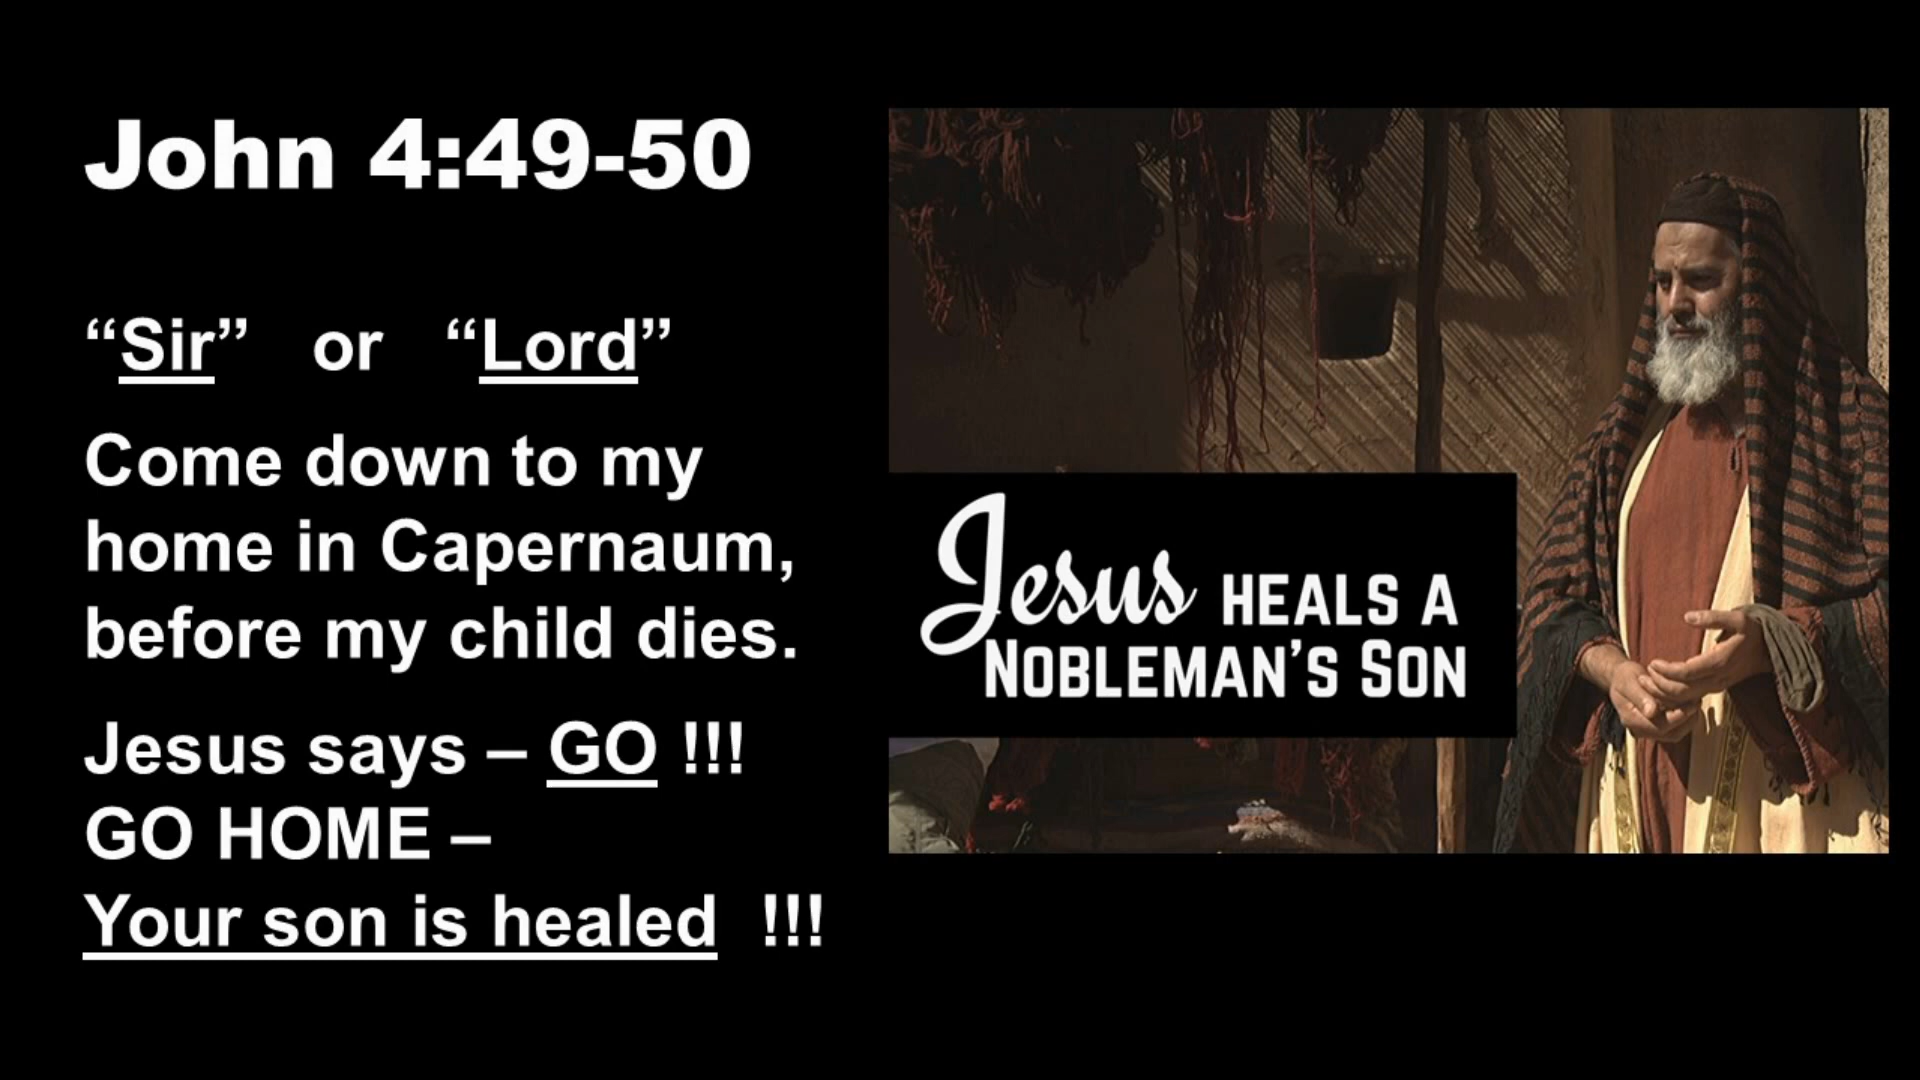 John 4:49-50
“Sir” or “Lord”
Come down to my
home in Capernaum,
before my child dies.
Jesus says – GO !!!
GO HOME –
Your son is healed !!!
Jesus HEALS A
NOBLEMAN’S SON